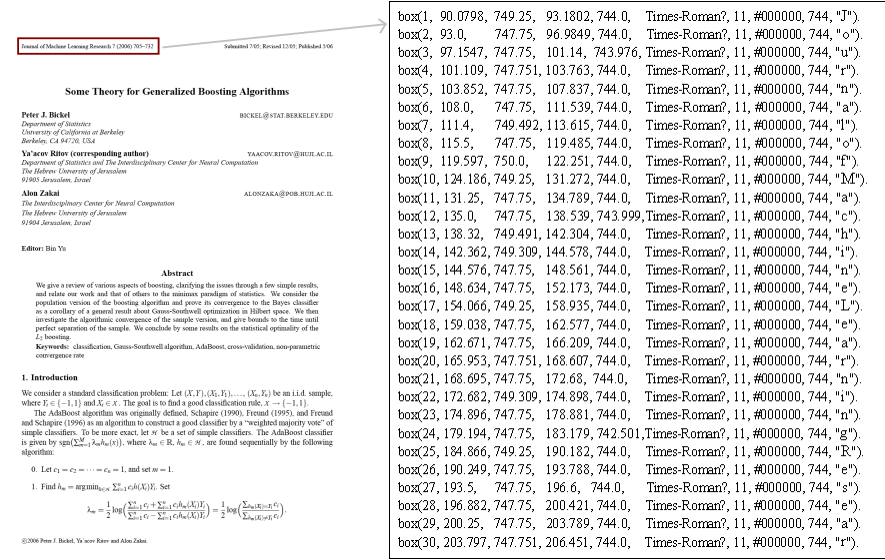 Journal of Machine Learning Research 7 (2006) 705–732
Submitted 7/05; Revised 12/05; Published 5/06
Some Theory for Generalized Boosting Algorithms
Peter J. Bickel
BICKEL@STAT.BERKELEY.EDU
Department of Statistics
University of California at Berkeley
Berkeley, CA 94720, USA
Ya'acov Ritov (corresponding author)
YAACOV.RITOV@HUJI.AC.IL
Department of Statistics and The Interdisciplinary Center for Neural Computation
The Hebrew University of Jerusalem
91905 Jerusalem, Israel
Alon Zakai
ALONZAKA@POB.HUJI.AC.IL
The Interdisciplinary Center for Neural Computation
The Hebrew University of Jerusalem
91904 Jerusalem, Israel
Editor: Bin Yu
Abstract
We give a review of various aspects of boosting, clarifying the issues through a few simple results,
and relate our work and that of others to the minimax paradigm of statistics. We consider the
population version of the boosting algorithm and prove its convergence to the Bayes classifier
as a corollary of a general result about Gauss-Southwell optimization in Hilbert space. We then
investigate the algorithmic convergence of the sample version, and give bounds to the time until
perfect separation of the sample. We conclude by some results on the statistical optimality of the
L₂ boosting.
Keywords: classification, Gauss-Southwell algorithm, AdaBoost, cross-validation, non-parametric
convergence rate
1. Introduction
We consider a standard classification problem: Let (X,Y),(X₁,Y₁),...,(Xₙ,Yₙ) be an i.i.d. sample,
where Yᵢ ∈ {−1,1} and Xᵢ ∈ X. The goal is to find a good classification rule, X → {−1,1}.
The AdaBoost algorithm was originally defined, Schapire (1990), Freund (1995), and Freund
and Schapire (1996) as an algorithm to construct a good classifier by a "weighted majority vote" of
simple classifiers. To be more exact, let H be a set of simple classifiers. The AdaBoost classifier
is given by sgn(∑ᴹₘ₌₁ λₘhₘ(x)), where λₘ ∈ ℝ, hₘ ∈ H, are found sequentially by the following
algorithm:
0. Let c₁ = c₂ = ··· = cₙ = 1, and set m = 1.
1. Find hₘ = argminₕ∈H ∑ⁿᵢ₌₁ cᵢh(Xᵢ)Yᵢ. Set
λₘ = 1/2 log(∑ⁿᵢ₌₁ cᵢ + ∑ⁿᵢ₌₁ cᵢhₘ(Xᵢ)Yᵢ / ∑ⁿᵢ₌₁ cᵢ − ∑ⁿᵢ₌₁ cᵢhₘ(Xᵢ)Yᵢ) = 1/2 log(∑hₘ(Xᵢ)=Yᵢ cᵢ / ∑hₘ(Xᵢ)≠Yᵢ cᵢ).
©2006 Peter J. Bickel, Ya'acov Ritov and Alon Zakai.
box(1, 90.0798, 749.25, 93.1802, 744.0, Times-Roman?, 11, #000000, 744, "J").
box(2, 93.0, 747.75, 96.9849, 744.0, Times-Roman?, 11, #000000, 744, "o").
box(3, 97.1547, 747.75, 101.14, 743.976, Times-Roman?, 11, #000000, 744, "u").
box(4, 101.109, 747.751, 103.763, 744.0, Times-Roman?, 11, #000000, 744, "r").
box(5, 103.852, 747.75, 107.837, 744.0, Times-Roman?, 11, #000000, 744, "n").
box(6, 108.0, 747.75, 111.539, 744.0, Times-Roman?, 11, #000000, 744, "a").
box(7, 111.4, 749.492, 113.615, 744.0, Times-Roman?, 11, #000000, 744, "l").
box(8, 115.5, 747.75, 119.485, 744.0, Times-Roman?, 11, #000000, 744, "o").
box(9, 119.597, 750.0, 122.251, 744.0, Times-Roman?, 11, #000000, 744, "f").
box(10, 124.186, 749.25, 131.272, 744.0, Times-Roman?, 11, #000000, 744, "M").
box(11, 131.25, 747.75, 134.789, 744.0, Times-Roman?, 11, #000000, 744, "a").
box(12, 135.0, 747.75, 138.539, 743.999, Times-Roman?, 11, #000000, 744, "c").
box(13, 138.32, 749.491, 142.304, 744.0, Times-Roman?, 11, #000000, 744, "h").
box(14, 142.362, 749.309, 144.578, 744.0, Times-Roman?, 11, #000000, 744, "i").
box(15, 144.576, 747.75, 148.561, 744.0, Times-Roman?, 11, #000000, 744, "n").
box(16, 148.634, 747.75, 152.173, 744.0, Times-Roman?, 11, #000000, 744, "e").
box(17, 154.066, 749.25, 158.935, 744.0, Times-Roman?, 11, #000000, 744, "L").
box(18, 159.038, 747.75, 162.577, 744.0, Times-Roman?, 11, #000000, 744, "e").
box(19, 162.671, 747.75, 166.209, 744.0, Times-Roman?, 11, #000000, 744, "a").
box(20, 165.953, 747.751, 168.607, 744.0, Times-Roman?, 11, #000000, 744, "r").
box(21, 168.695, 747.75, 172.68, 744.0, Times-Roman?, 11, #000000, 744, "n").
box(22, 172.682, 749.309, 174.898, 744.0, Times-Roman?, 11, #000000, 744, "i").
box(23, 174.896, 747.75, 178.881, 744.0, Times-Roman?, 11, #000000, 744, "n").
box(24, 179.194, 747.75, 183.179, 742.501, Times-Roman?, 11, #000000, 744, "g").
box(25, 184.866, 749.25, 190.182, 744.0, Times-Roman?, 11, #000000, 744, "R").
box(26, 190.249, 747.75, 193.788, 744.0, Times-Roman?, 11, #000000, 744, "e").
box(27, 193.5, 747.75, 196.6, 744.0, Times-Roman?, 11, #000000, 744, "s").
box(28, 196.882, 747.75, 200.421, 744.0, Times-Roman?, 11, #000000, 744, "e").
box(29, 200.25, 747.75, 203.789, 744.0, Times-Roman?, 11, #000000, 744, "a").
box(30, 203.797, 747.751, 206.451, 744.0, Times-Roman?, 11, #000000, 744, "r").